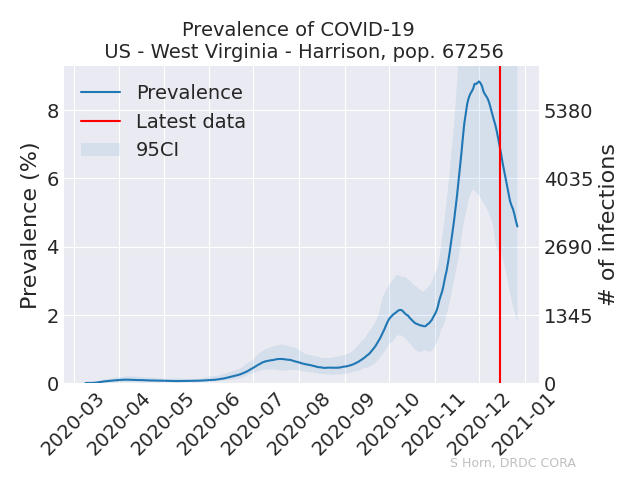 Prevalence of COVID-19
US - West Virginia - Harrison, pop. 67256
Prevalence
Latest data
95CI
Prevalence (%)
8
6
4
2
0
5380
4035
2690
1345
0
# of infections
2020-03
2020-04
2020-05
2020-06
2020-07
2020-08
2020-09
2020-10
2020-11
2020-12
2021-01
S Horn, DRDC CORA